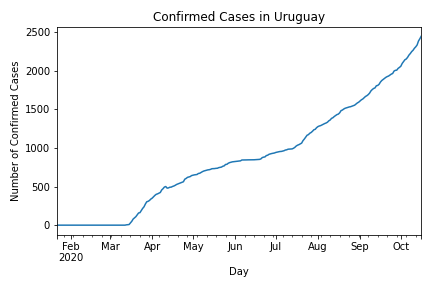 Confirmed Cases in Uruguay
Number of Confirmed Cases
2500
2000
1500
1000
500
0
Feb Mar Apr May Jun Jul Aug Sep Oct
2020
Day